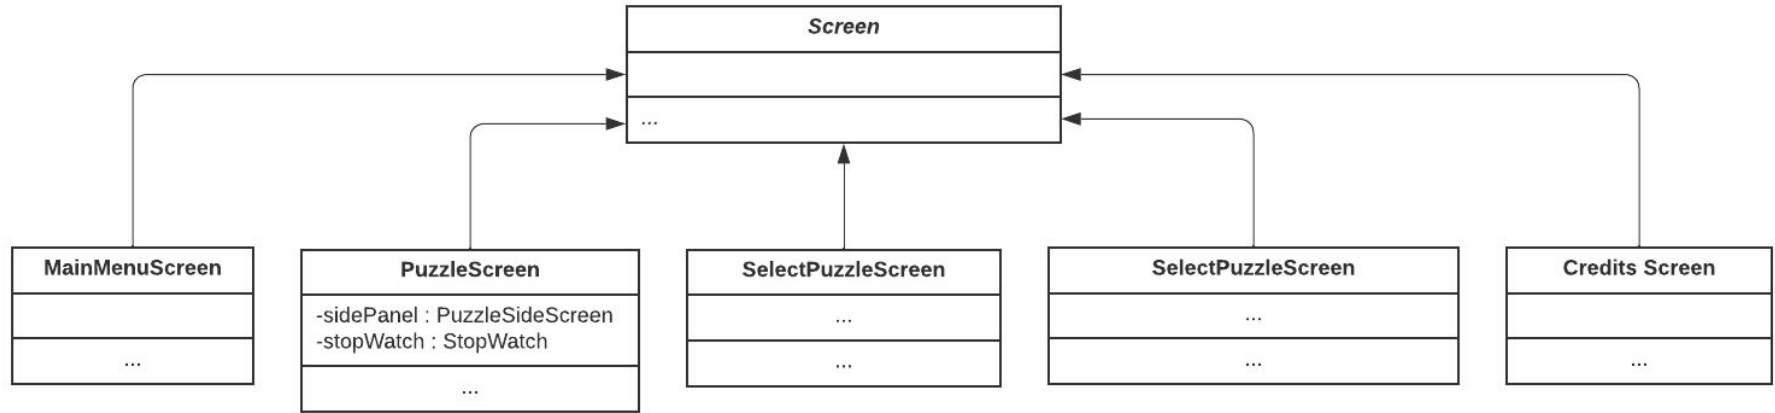 Screen
...
MainMenuScreen
...
PuzzleScreen
-sidePanel : PuzzleSideScreen
-stopWatch : StopWatch
...
SelectPuzzleScreen
...
...
SelectPuzzleScreen
...
...
Credits Screen
...